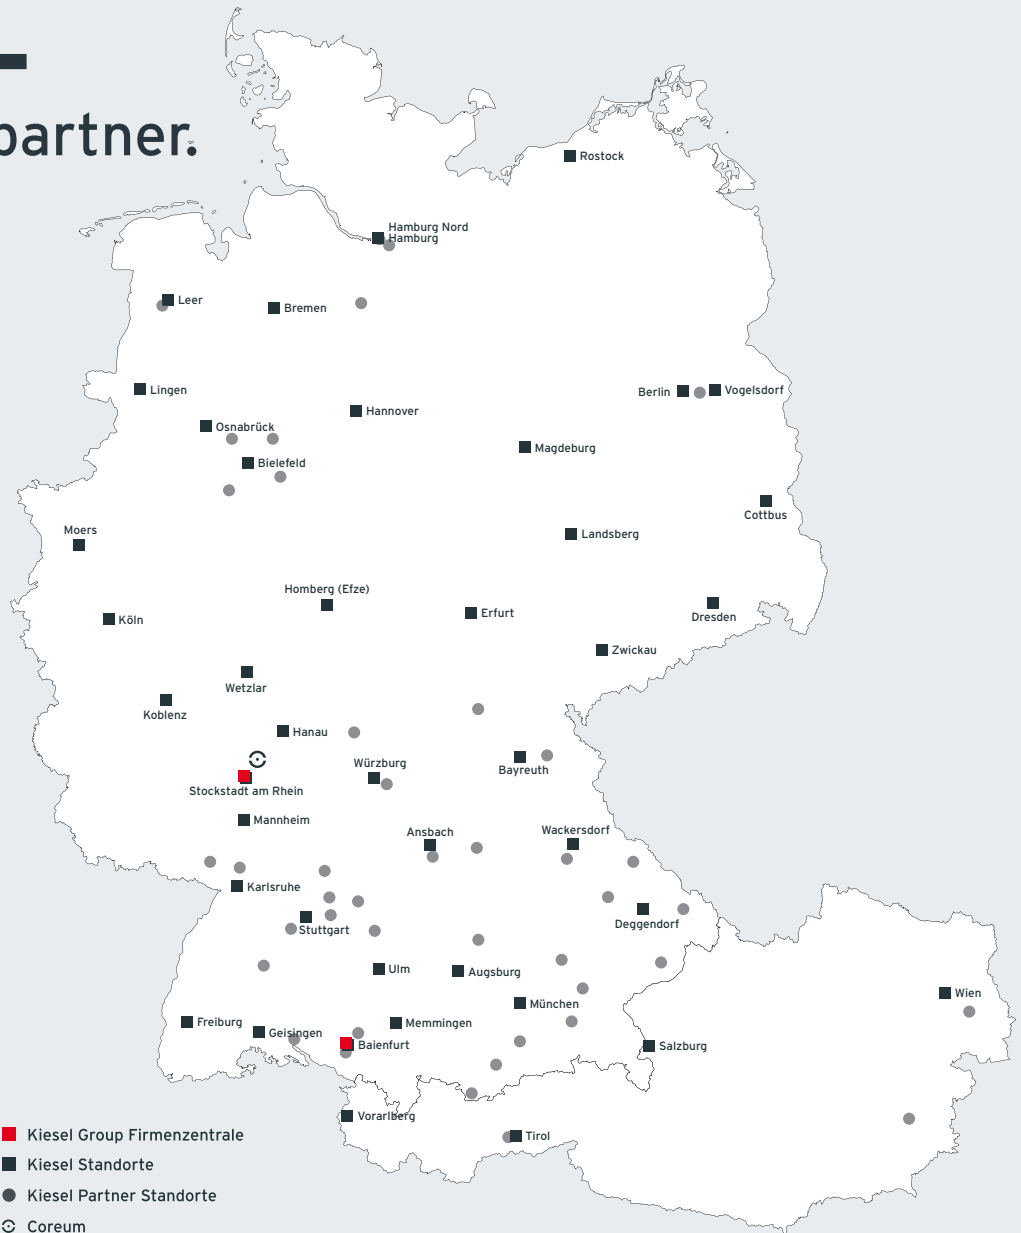 partner.
Rostock
Hamburg Nord
Hamburg
Leer
Bremen
Lingen
Berlin
Vogelsdorf
Hannover
Osnabrück
Magdeburg
Bielefeld
Cottbus
Moers
Landsberg
Homberg (Efze)
Erfurt
Köln
Dresden
Zwickau
Wetzlar
Koblenz
Hanau
Würzburg
Bayreuth
Stockstadt am Rhein
Mannheim
Ansbach
Wackersdorf
Karlsruhe
Stuttgart
Deggendorf
Ulm
Augsburg
Wien
München
Freiburg
Geisingen
Memmingen
Baienfurt
Salzburg
Vorarlberg
Tirol
Kiesel Group Firmenzentrale
Kiesel Standorte
Kiesel Partner Standorte
Coreum